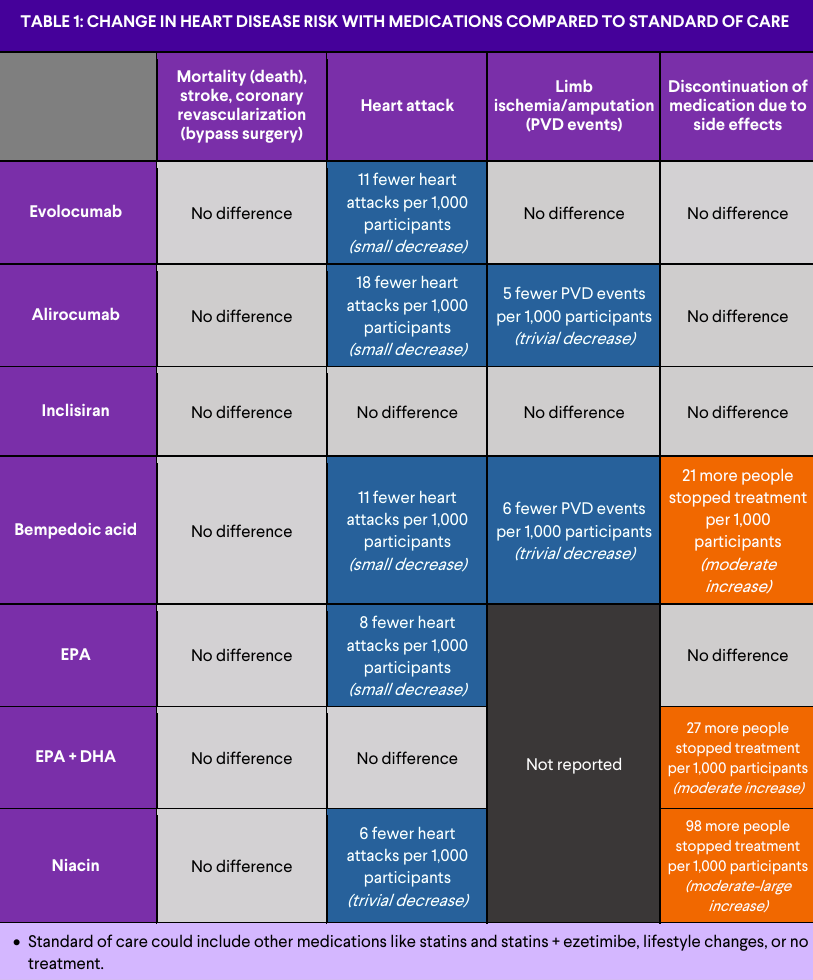 TABLE 1: CHANGE IN HEART DISEASE RISK WITH MEDICATIONS COMPARED TO STANDARD OF CARE
Mortality (death),
stroke, coronary
revascularization
(bypass surgery)
Heart attack
Limb
ischemia/amputation
(PVD events)
Discontinuation of
medication due to
side effects
Evolocumab
No difference
11 fewer heart
attacks per 1,000
participants
(small decrease)
No difference
No difference
Alirocumab
No difference
18 fewer heart
attacks per 1,000
participants
(small decrease)
5 fewer PVD events
per 1,000 participants
(trivial decrease)
No difference
Inclisiran
No difference
No difference
No difference
No difference
Bempedoic acid
No difference
11 fewer heart
attacks per 1,000
participants
(small decrease)
6 fewer PVD events
per 1,000 participants
(trivial decrease)
21 more people
stopped treatment
per 1,000
participants
(moderate
increase)
EPA
No difference
8 fewer heart
attacks per 1,000
participants
(small decrease)
Not reported
No difference
EPA + DHA
No difference
No difference
27 more people
stopped treatment
per 1,000 participants
(moderate increase)
Niacin
No difference
6 fewer heart
attacks per 1,000
participants
(trivial decrease)
98 more people
stopped treatment
per 1,000 participants
(moderate-large
increase)
• Standard of care could include other medications like statins and statins + ezetimibe, lifestyle changes, or no
treatment.